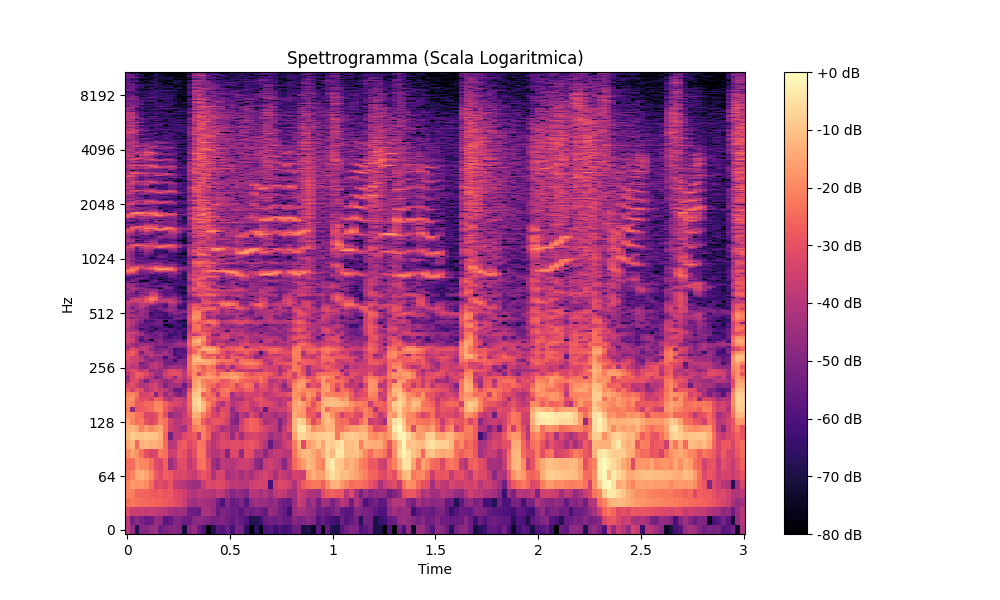 Spettrogramma (Scala Logaritmica)
Hz
8192
4096
2048
1024
512
256
128
64
0
0 0.5 1 1.5 2 2.5 3
Time
+0 dB
-10 dB
-20 dB
-30 dB
-40 dB
-50 dB
-60 dB
-70 dB
-80 dB